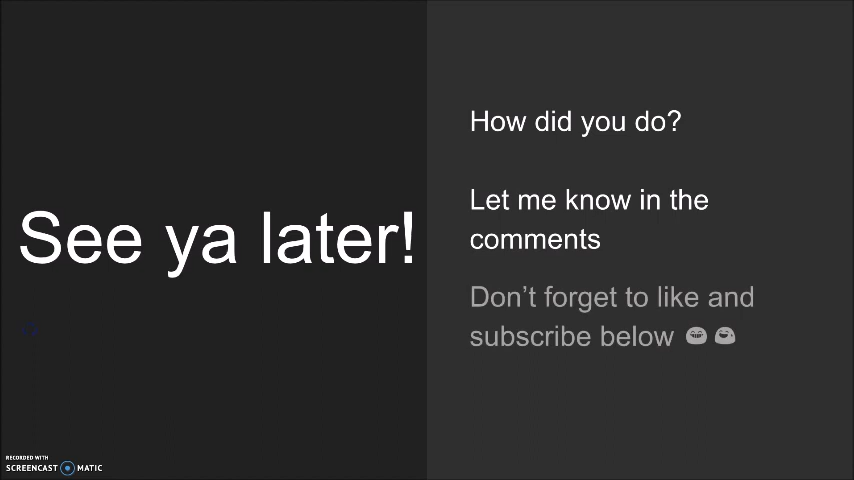 See ya later!
How did you do?
Let me know in the
comments
Don’t forget to like and
subscribe below
RECORDED WITH
SCREENCAST MATIC